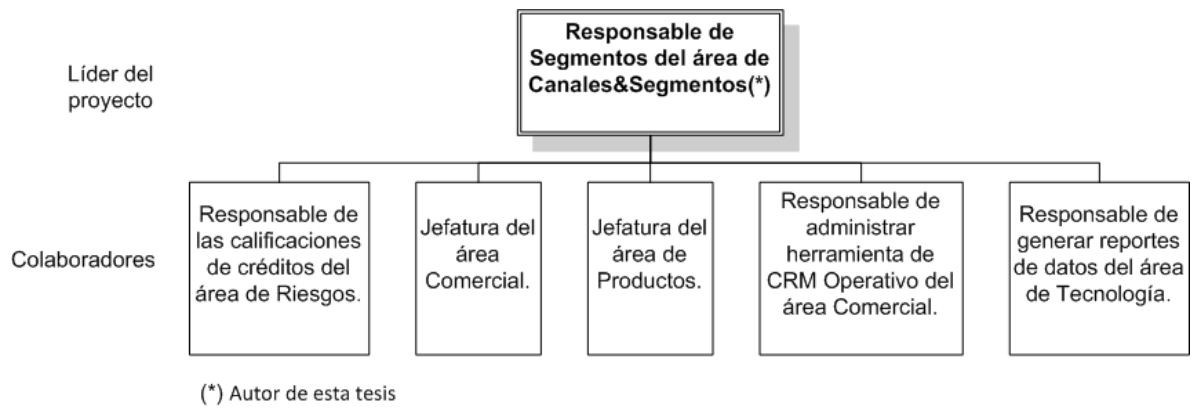 Líder del
proyecto
Responsable de
Segmentos del área de
Canales&Segmentos(*)
Colaboradores
Responsable de
las calificaciones
de créditos del
área de Riesgos.
Jefatura del
área
Comercial.
Jefatura del
área de
Productos.
Responsable de
administrar
herramienta de
CRM Operativo del
área Comercial.
Responsable de
generar reportes
de datos del área
de Tecnología.
(*) Autor de esta tesis